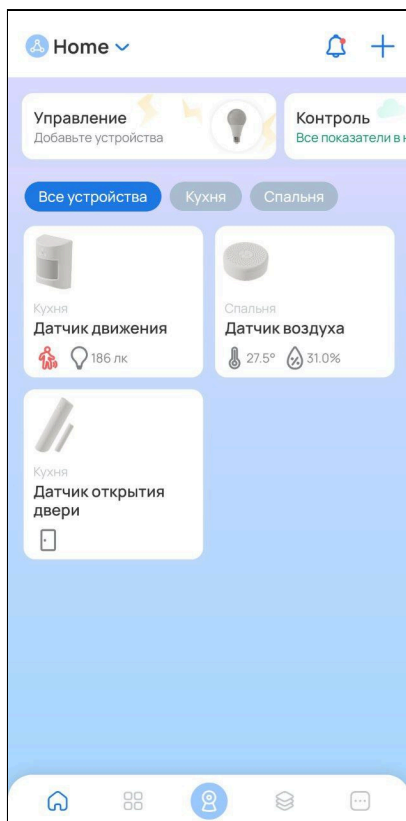 Home
Управление
Добавьте устройства
Контроль
Все показатели в
Все устройства
Кухня
Спальня
Кухня
Датчик движения
186 лк
Спальня
Датчик воздуха
27.5° 31.0%
Кухня
Датчик открытия
двери